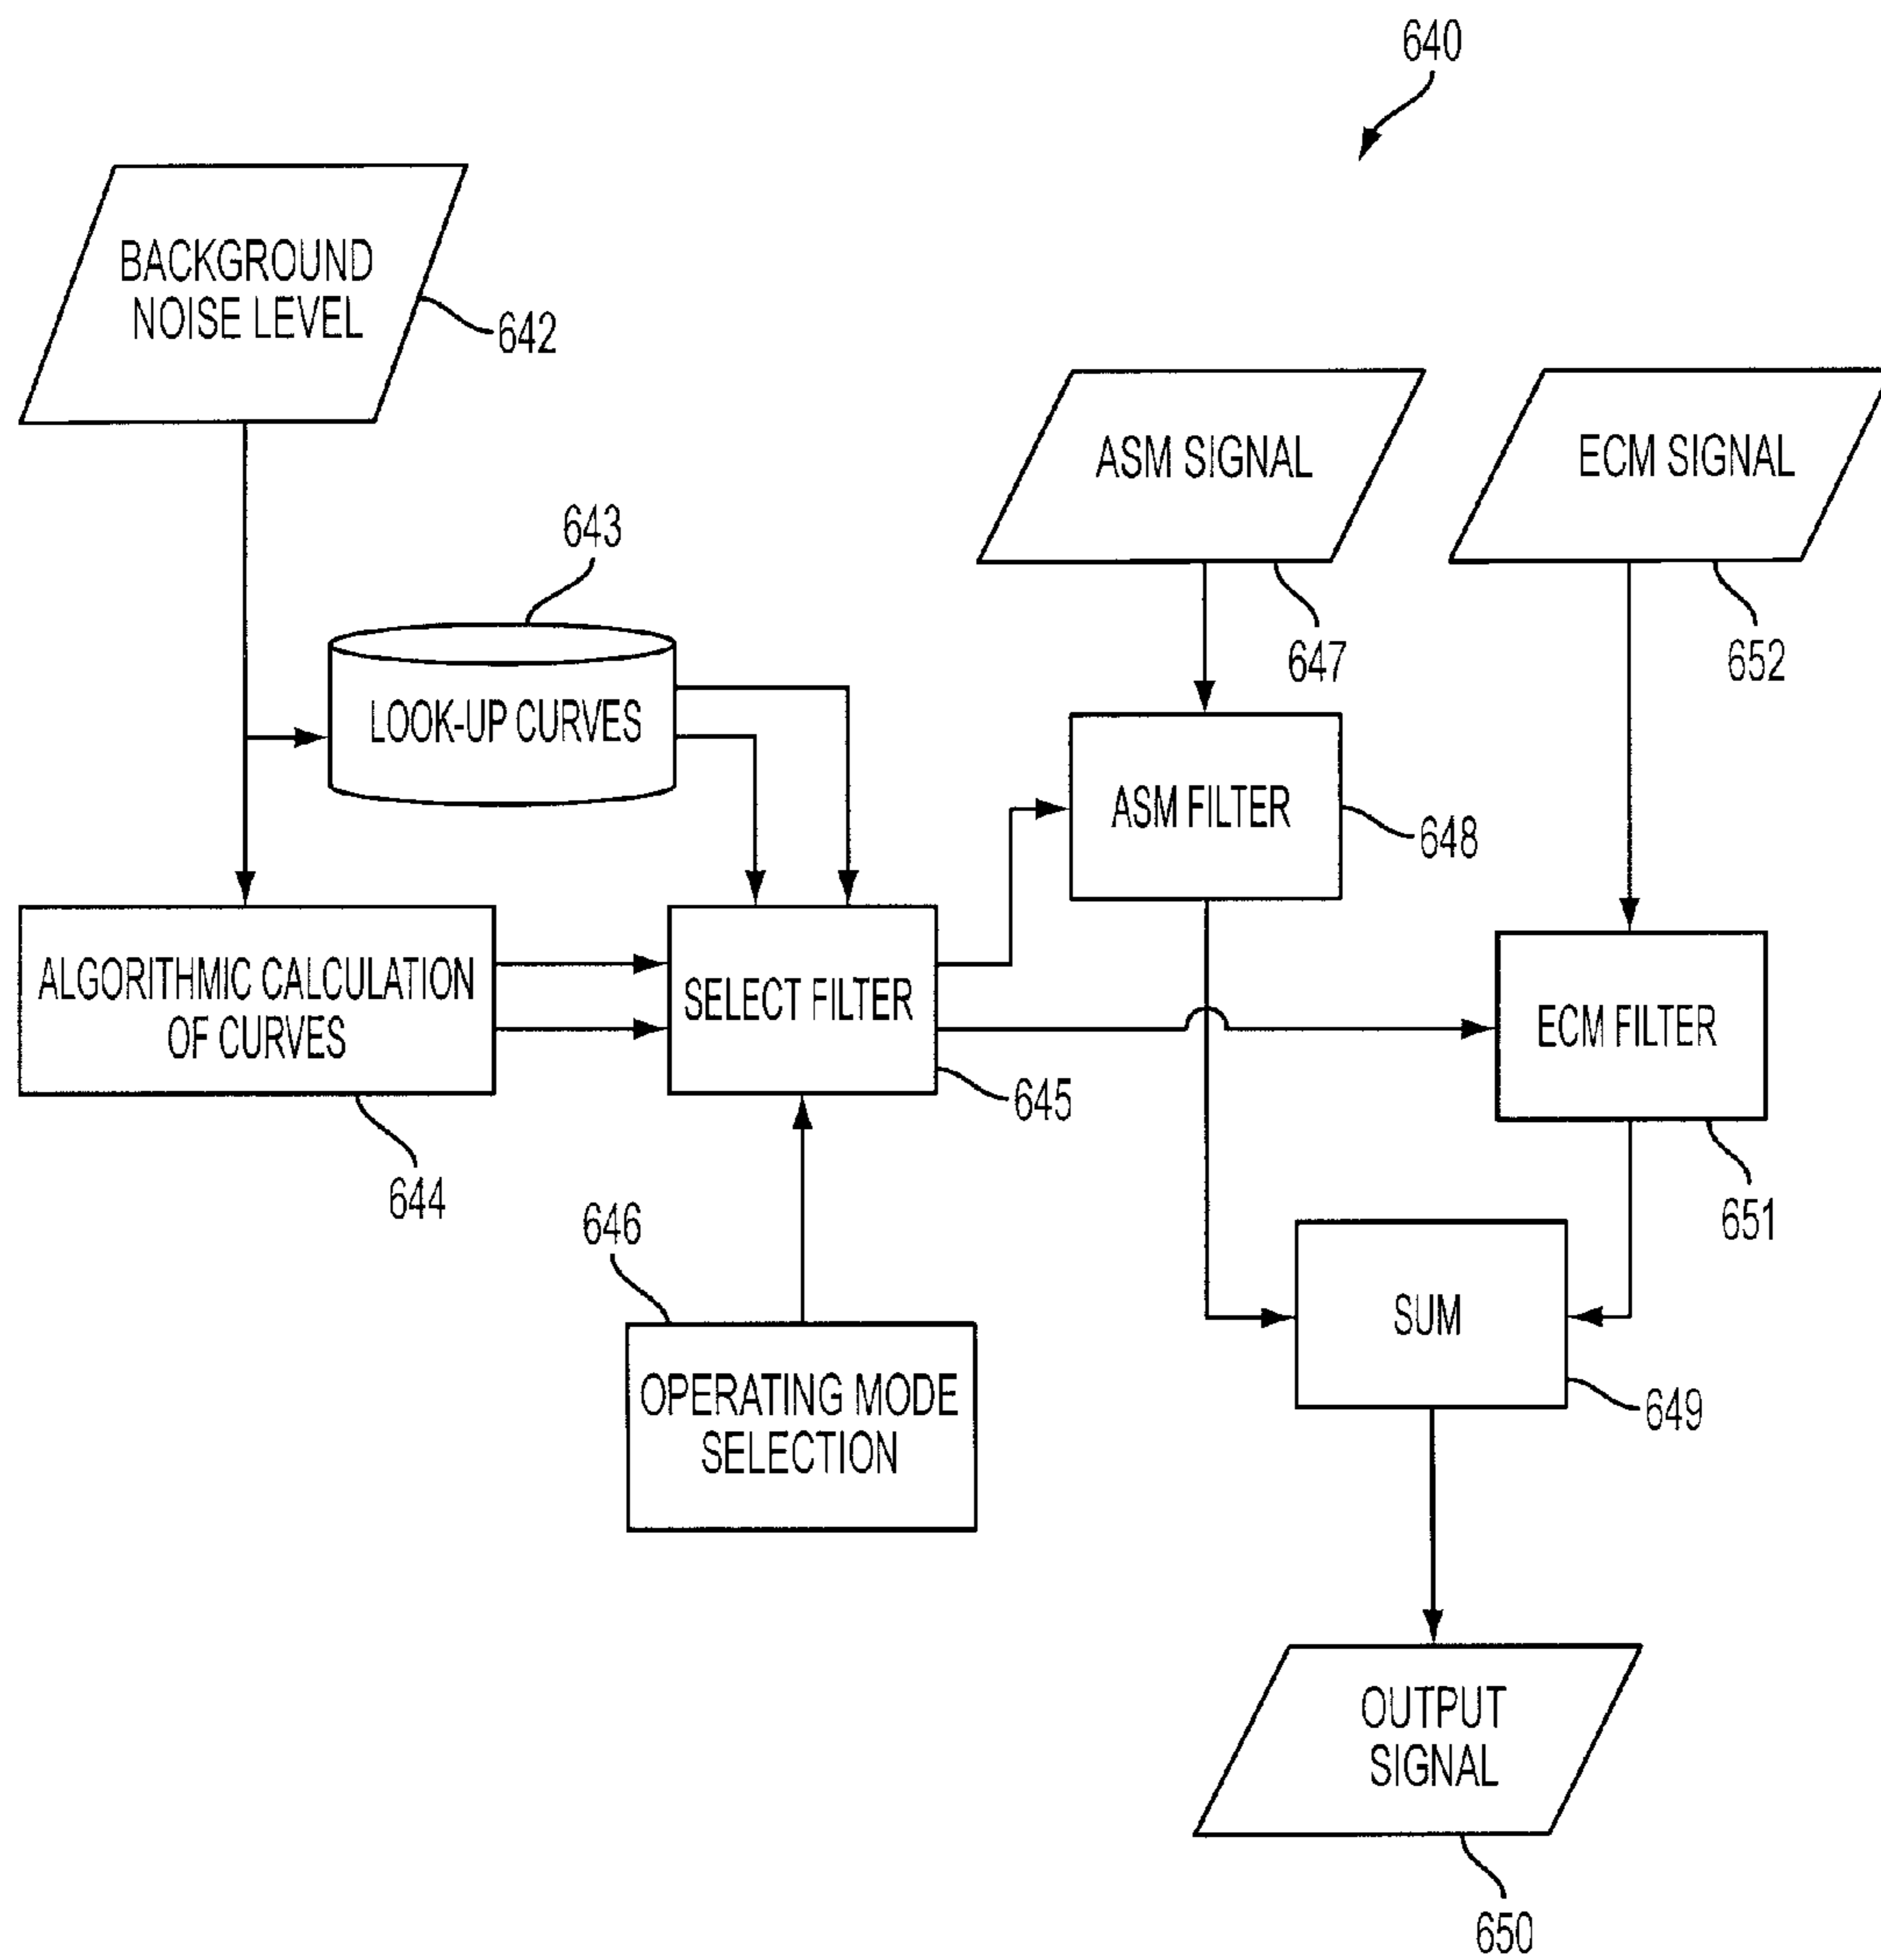 640
BACKGROUND
NOISE LEVEL
642
ASM SIGNAL
647
ECM SIGNAL
652
643
LOOK-UP CURVES
ASM FILTER
648
ALGORITHMIC CALCULATION
OF CURVES
644
SELECT FILTER
645
ECM FILTER
651
646
OPERATING MODE
SELECTION
SUM
649
OUTPUT
SIGNAL
650